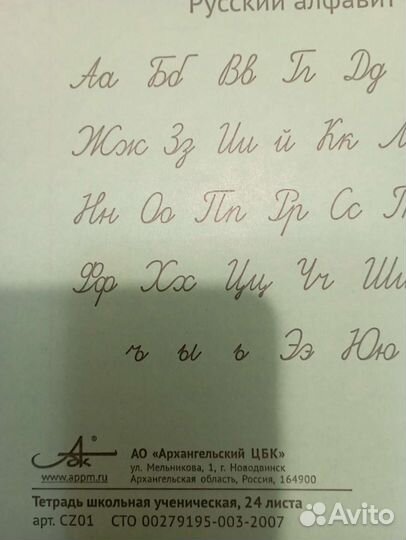 Русский алфавит
Аа Бб Вв Гг Дд
Жж Зз Ии й Кк Л
Нн Оо Пп Рр Сс Т
Фф Хх Цц Чч Ши
ъ ы ь Ээ Юю
АО «Архангельский ЦБК»
ул. Мельникова, 1, г. Новодвинск
www.appm.ru Архангельская область, Россия, 164900
Тетрадь школьная ученическая, 24 листа
арт. CZ01 СТО 00279195-003-2007
Avito